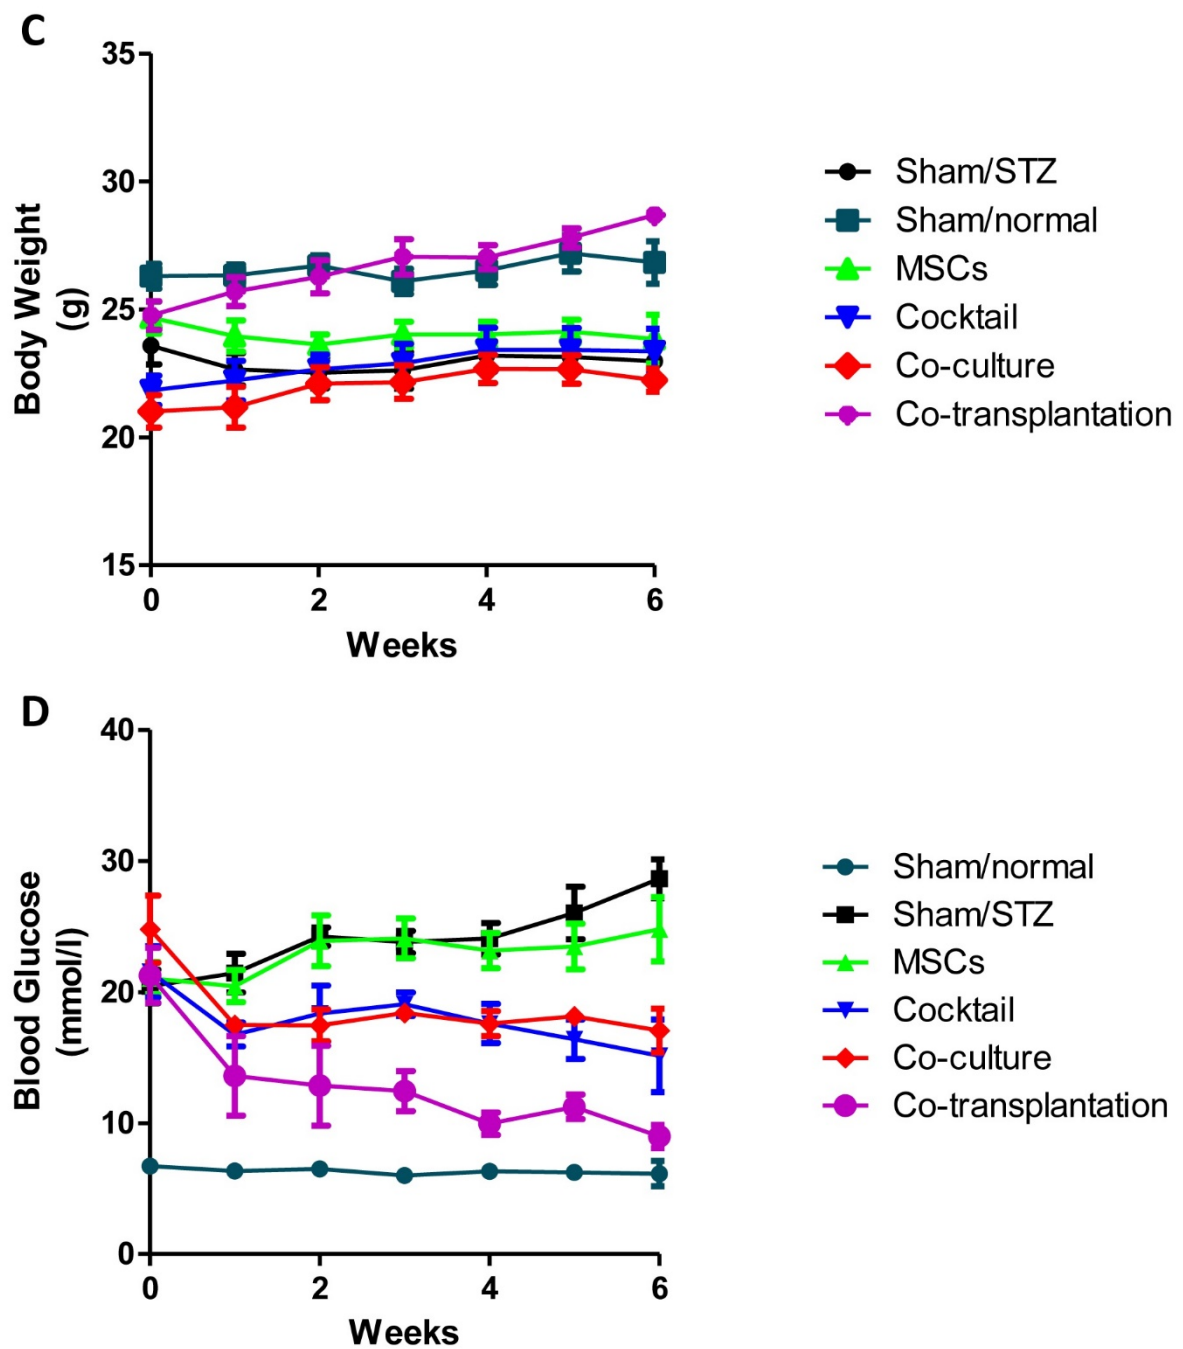 C
35
30
25
20
15
Body Weight
(g)
0 2 4 6
Weeks
Sham/STZ
Sham/normal
MSCs
Cocktail
Co-culture
Co-transplantation
D
40
30
20
10
0
Blood Glucose
(mmol/l)
0 2 4 6
Weeks
Sham/normal
Sham/STZ
MSCs
Cocktail
Co-culture
Co-transplantation